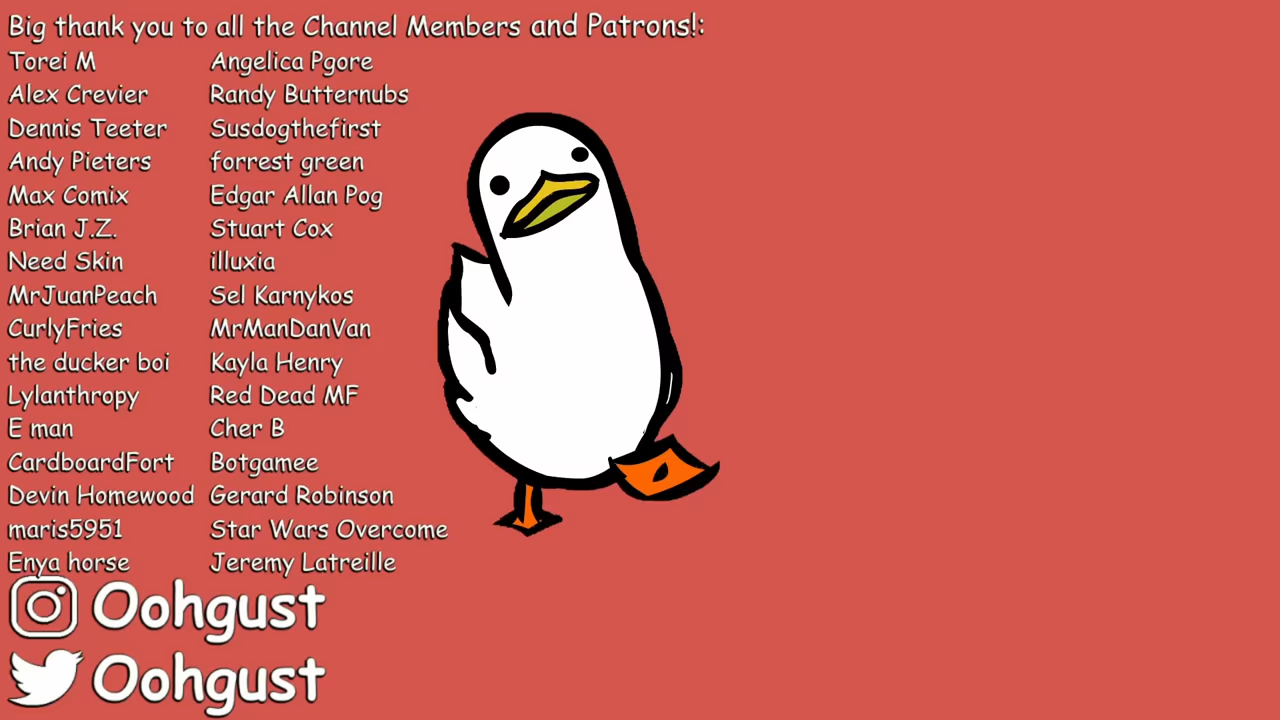 Big thank you to all the Channel Members and Patrons!:
Torei M
Alex Crevier
Dennis Teeter
Andy Pieters
Max Comix
Brian J.Z.
Need Skin
MrJuanPeach
CurlyFries
the ducker boi
Lylanthropy
E man
CardboardFort
Devin Homewood
maris5951
Enya horse
Angelica Pgore
Randy Butternubs
Susdogthefirst
forrest green
Edgar Allan Pog
Stuart Cox
illuxia
Sel Karnykos
MrManDanVan
Kayla Henry
Red Dead MF
Cher B
Botgamee
Gerard Robinson
Star Wars Overcome
Jeremy Latreille
Oohgust
Oohgust